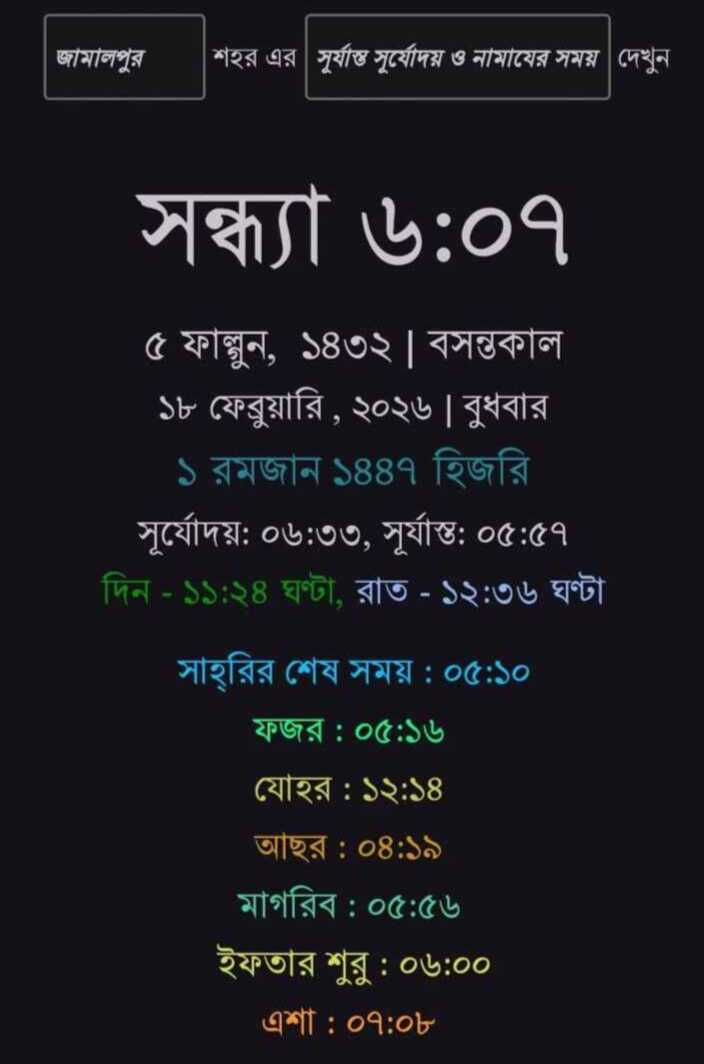 জামালপুর শহর এর সূর্যাস্ত সূর্যোদয় ও নামাযের সময় দেখুন
সন্ধ্যা ৬:০৭
৫ ফাল্গুন, ১৪৩২ | বসন্তকাল
১৮ ফেব্রুয়ারি , ২০২৬ | বুধবার
১ রমজান ১৪৪৭ হিজরি
সূর্যোদয়: ০৬:৩৩, সূর্যাস্ত: ০৫:৫৭
দিন - ১১:২৪ ঘণ্টা, রাত - ১২:৩৬ ঘণ্টা
সাহ্‌রির শেষ সময় : ০৫:১০
ফজর : ০৫:১৬
যোহর : ১২:১৪
আছর : ০৪:১৯
মাগরিব : ০৫:৫৬
ইফতার শুরু : ০৬:০০
এশা : ০৭:০৮